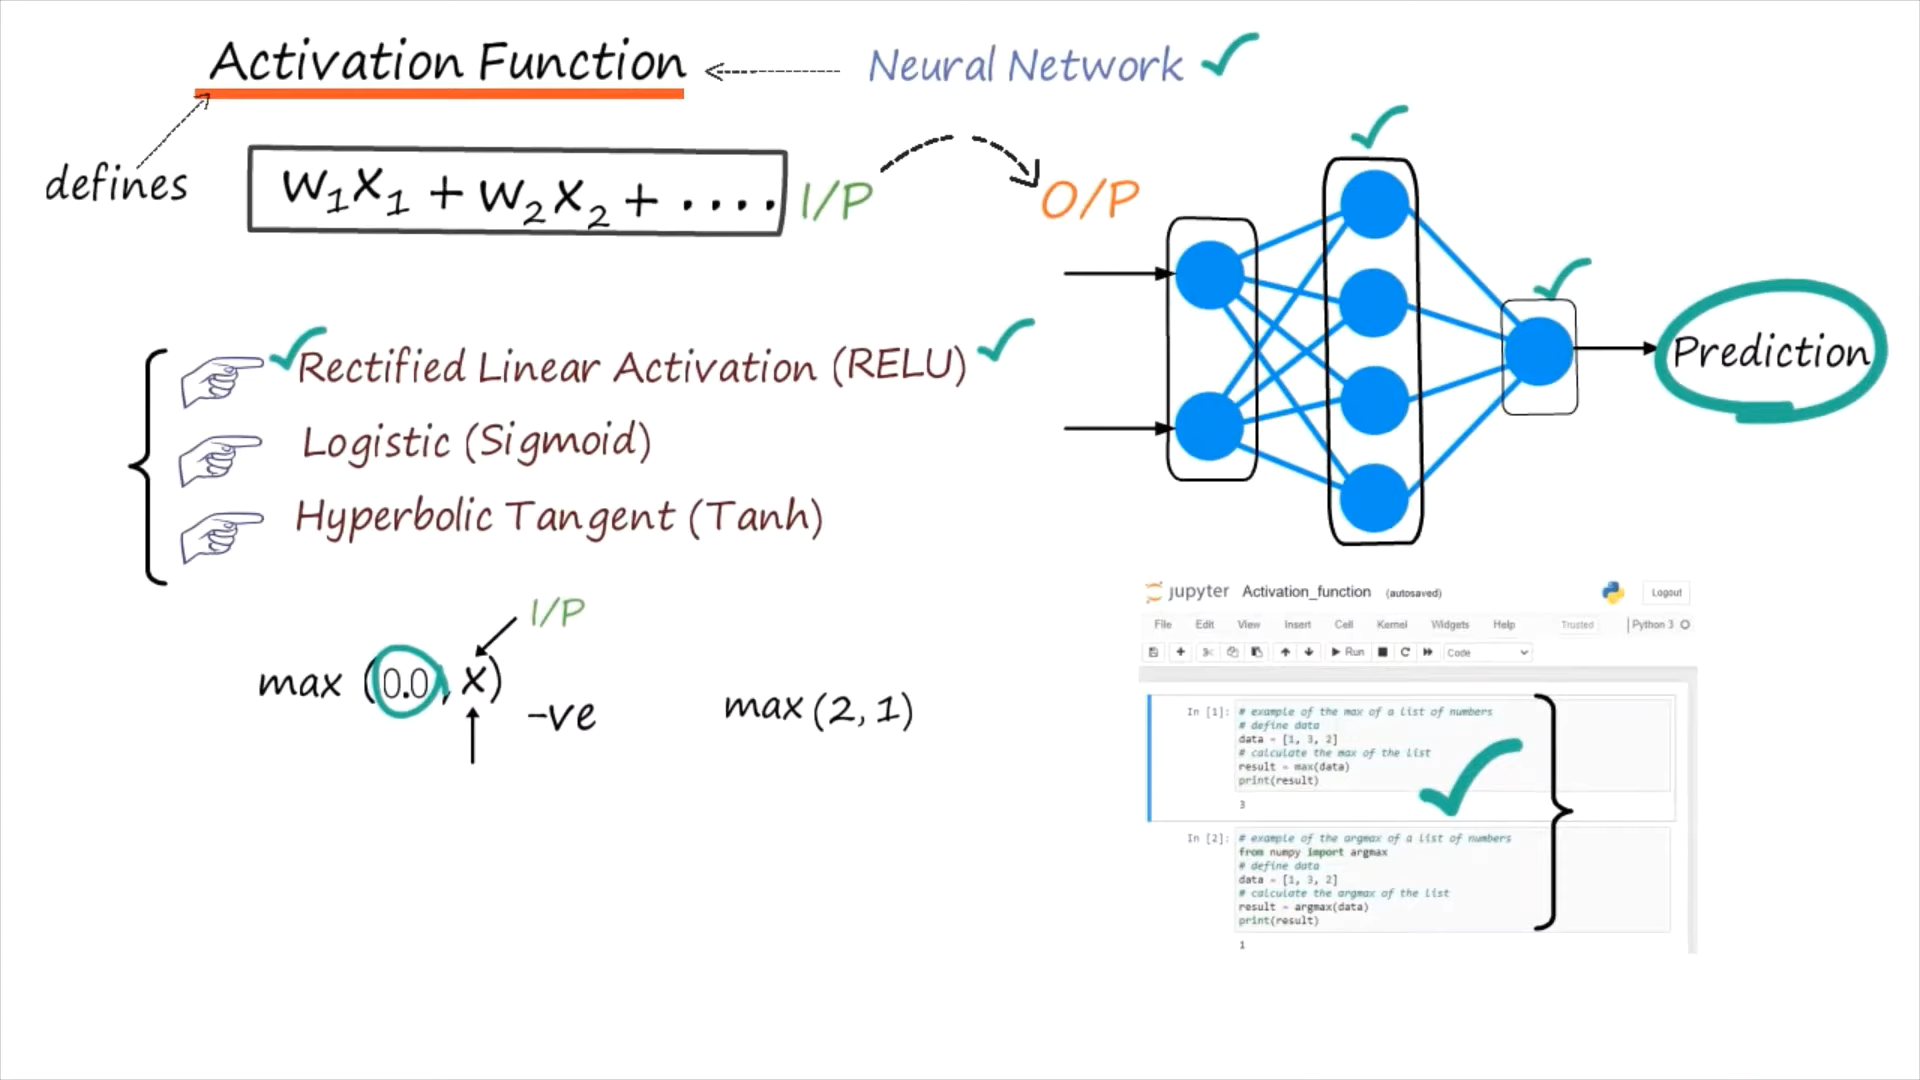 Activation Function
Neural Network
defines
W1X1 + W2X2 + ....
I/P
O/P
Rectified Linear Activation (RELU)
Logistic (Sigmoid)
Hyperbolic Tangent (Tanh)
Prediction
I/P
max (0.0, x)
-ve
max (2, 1)
jupyter Activation_function (autosaved)
Logout
File Edit View Insert Cell Kernel Widgets Help
Trusted
Python 3
Run
Code
In [1]: # example of the max of a list of numbers
# define data
data = [1, 3, 2]
# calculate the max of the list
result = max(data)
print(result)
3
In [2]: # example of the argmax of a list of numbers
from numpy import argmax
# define data
data = [1, 3, 2]
# calculate the argmax of the list
result = argmax(data)
print(result)
1